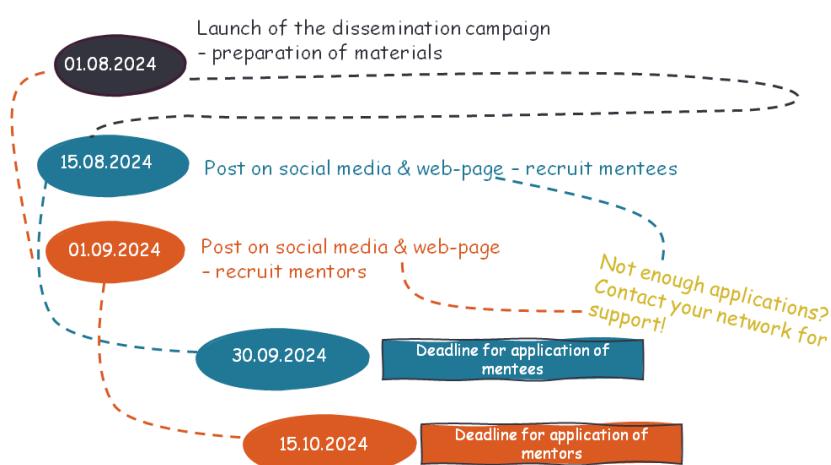 Launch of the dissemination campaign
01.08.2024
– preparation of materials
15.08.2024
Post on social media & web-page – recruit mentees
01.09.2024
Post on social media & web-page
– recruit mentors
Not enough applications?
Contact your network for
support!
30.09.2024
Deadline for application of
mentees
15.10.2024
Deadline for application of
mentors